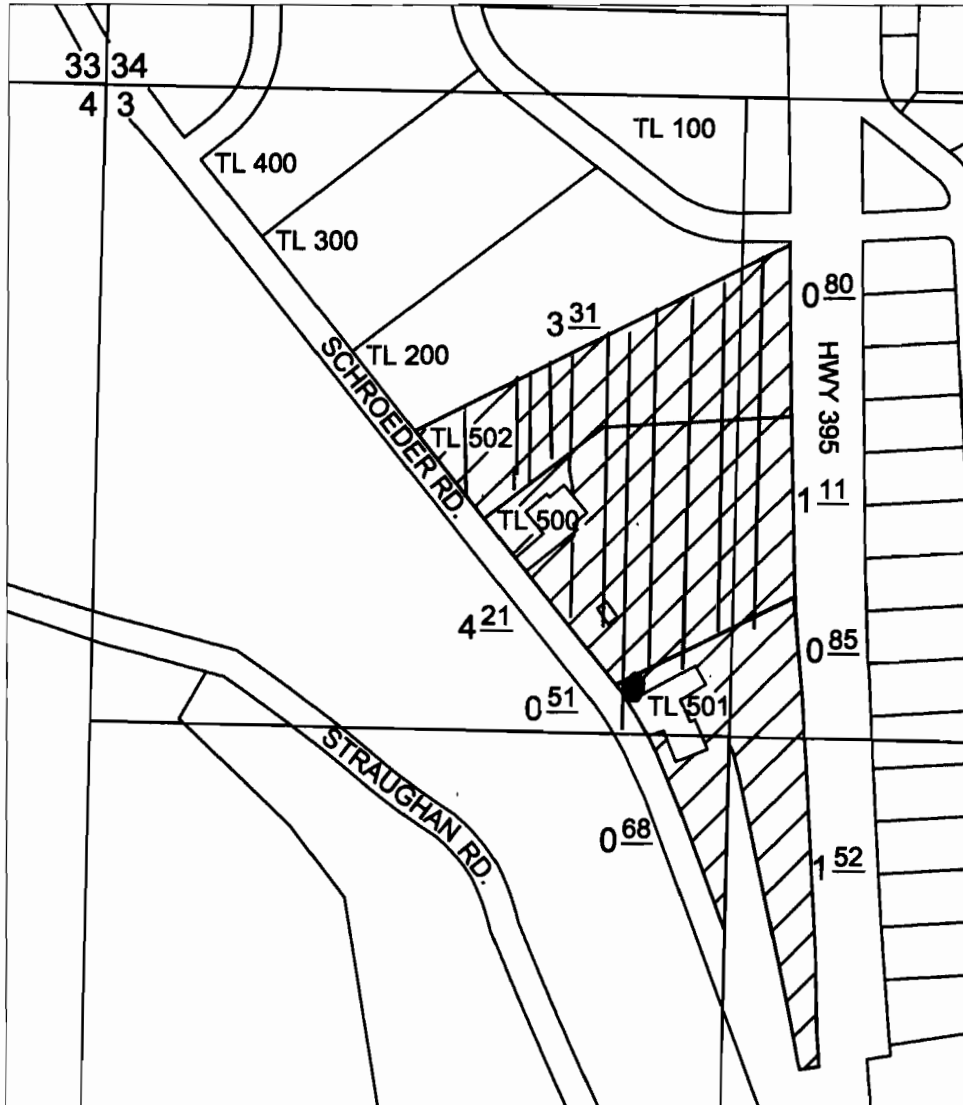 33 34
4 3
TL 100
TL 400
TL 300
0 80
3 31
TL 200
SCHROEDER RD.
HWY 395
TL 502
1 11
TL 500
4 21
0 85
0 51
TL 501
STRAUGHAN RD.
0 68
1 52